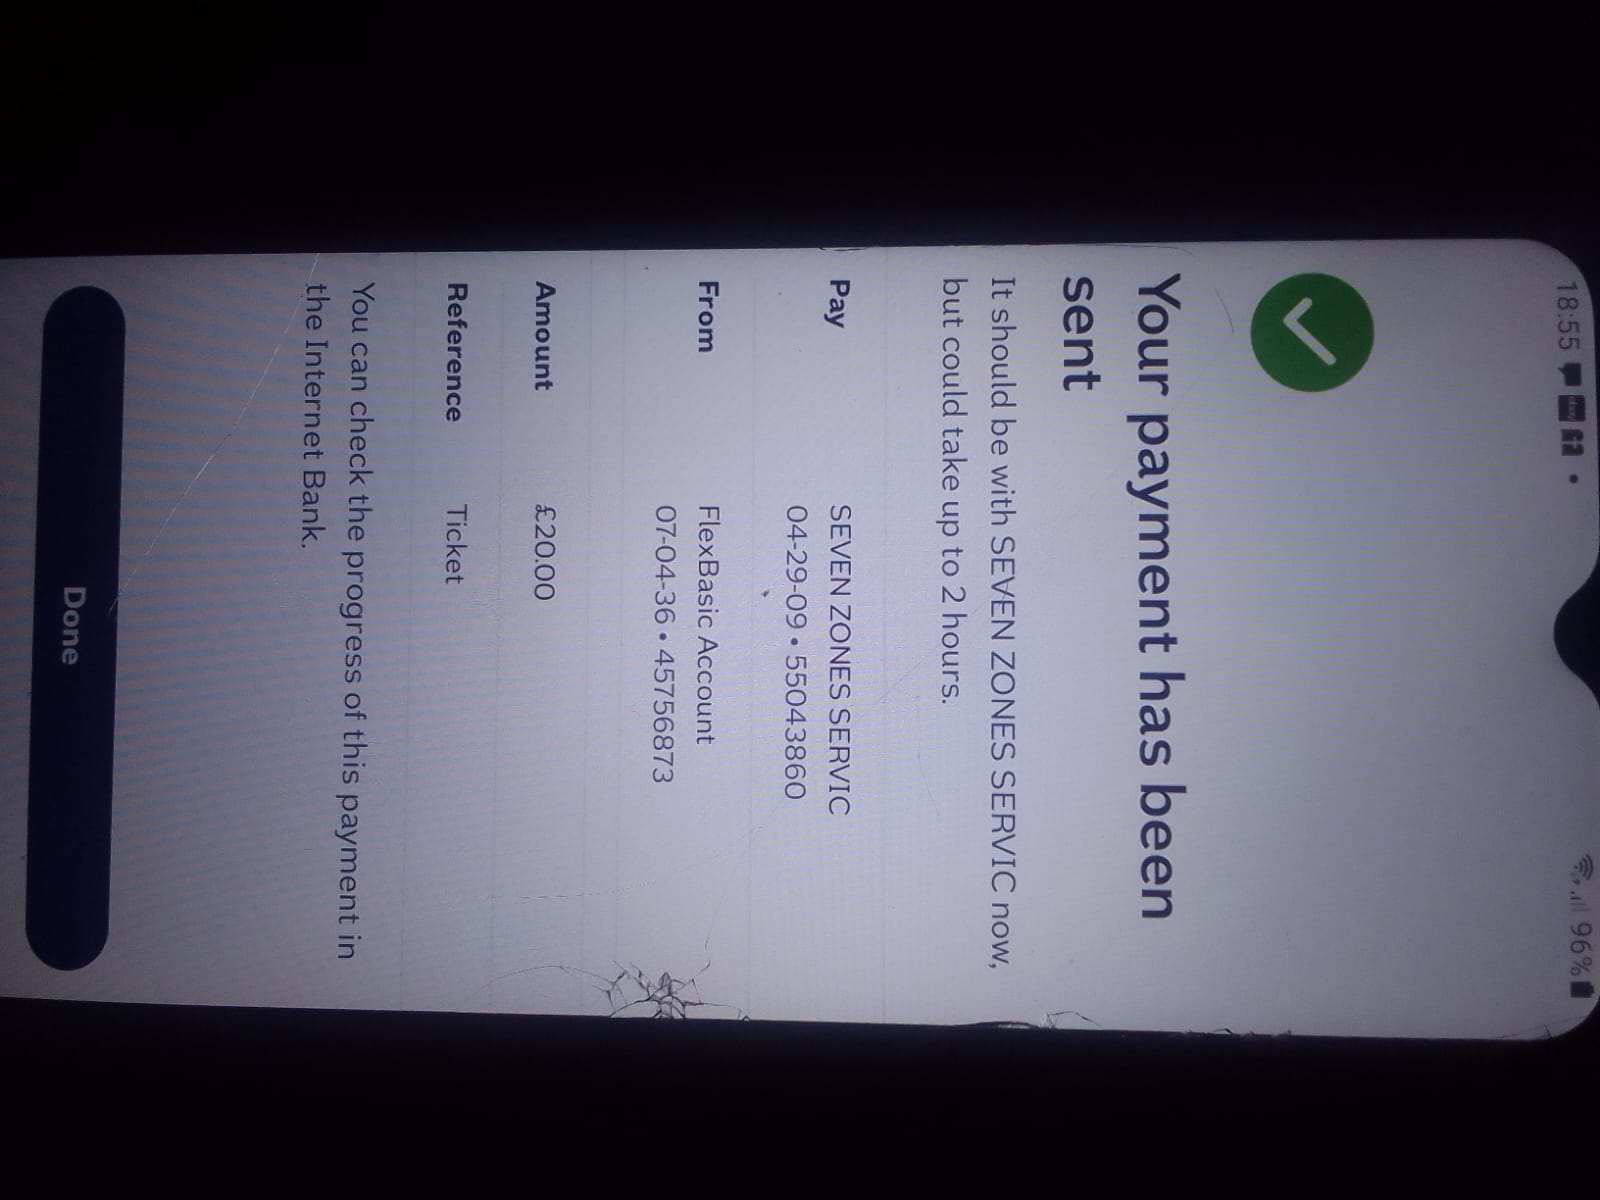 18:55
96%
Your payment has been
sent
It should be with SEVEN ZONES SERVIC now,
but could take up to 2 hours.
Pay
SEVEN ZONES SERVIC
04-29-09 • 55043860
From
FlexBasic Account
07-04-36 • 45756873
Amount
£20.00
Reference
Ticket
You can check the progress of this payment in
the Internet Bank.
Done